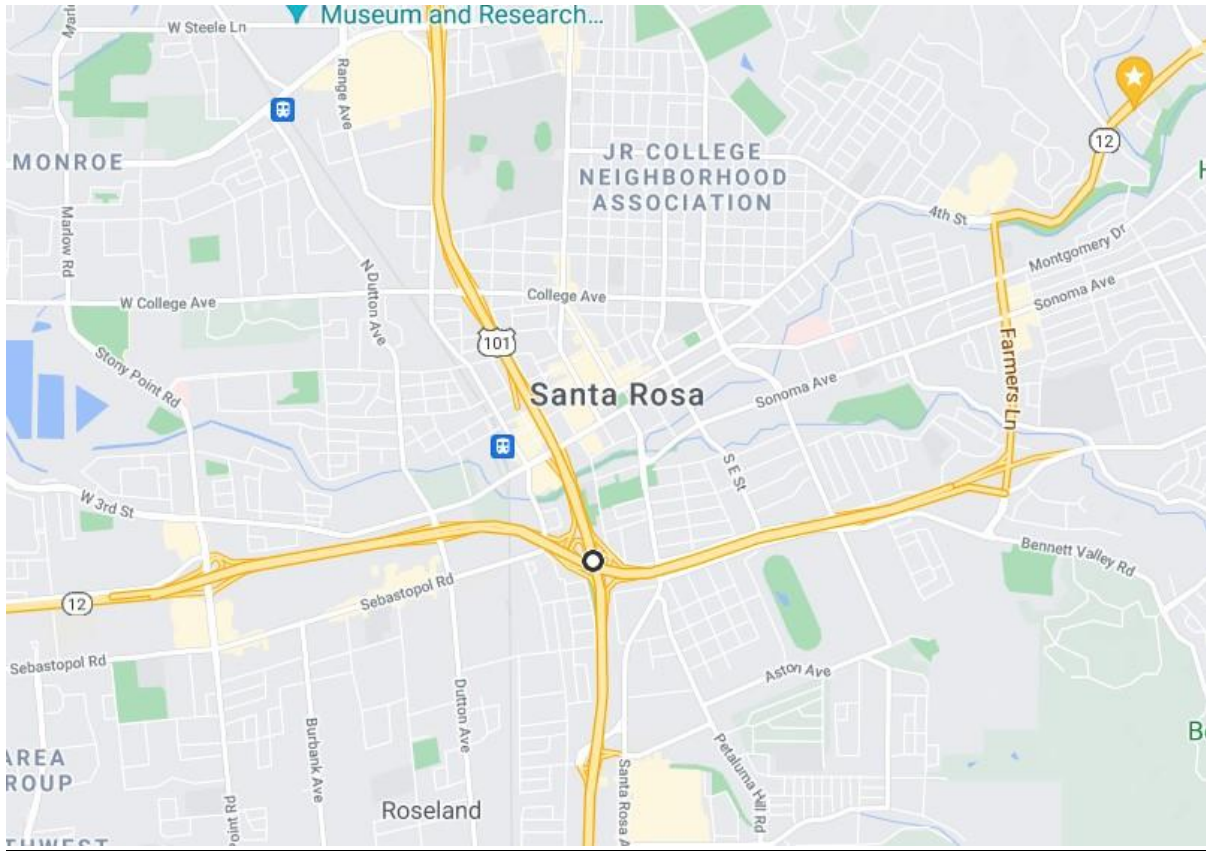 Museum and Research...
W Steele Ln
Range Ave
12
MONROE
JR COLLEGE
NEIGHBORHOOD
ASSOCIATION
4th St
Marlow Rd
Montgomery Dr
N Dutton Ave
W College Ave
College Ave
Sonoma Ave
101
Farmers Ln
Stony Point Rd
Santa Rosa
Sonoma Ave
S E St
W 3rd St
Bennett Valley Rd
12
Sebastopol Rd
Sebastopol Rd
Aston Ave
Dutton Ave
Burbank Ave
Petaluma Hill Rd
AREA
ROUP
Santa Rosa A
Point Rd
Roseland
THWEST